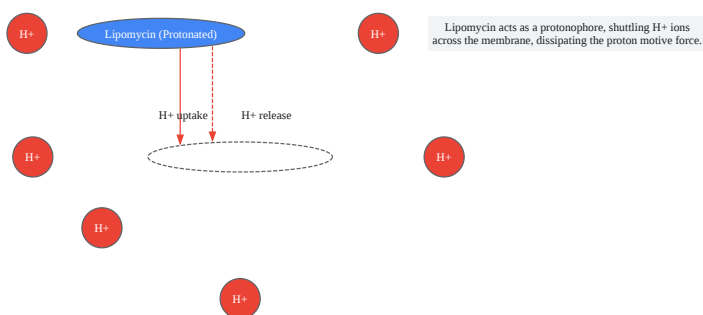 H+
Lipomycin (Protonated)
H+
Lipomycin acts as a protonophore, shuttling H+ ions
across the membrane, dissipating the proton motive force.
H+ uptake
H+ release
H+
H+
H+
H+